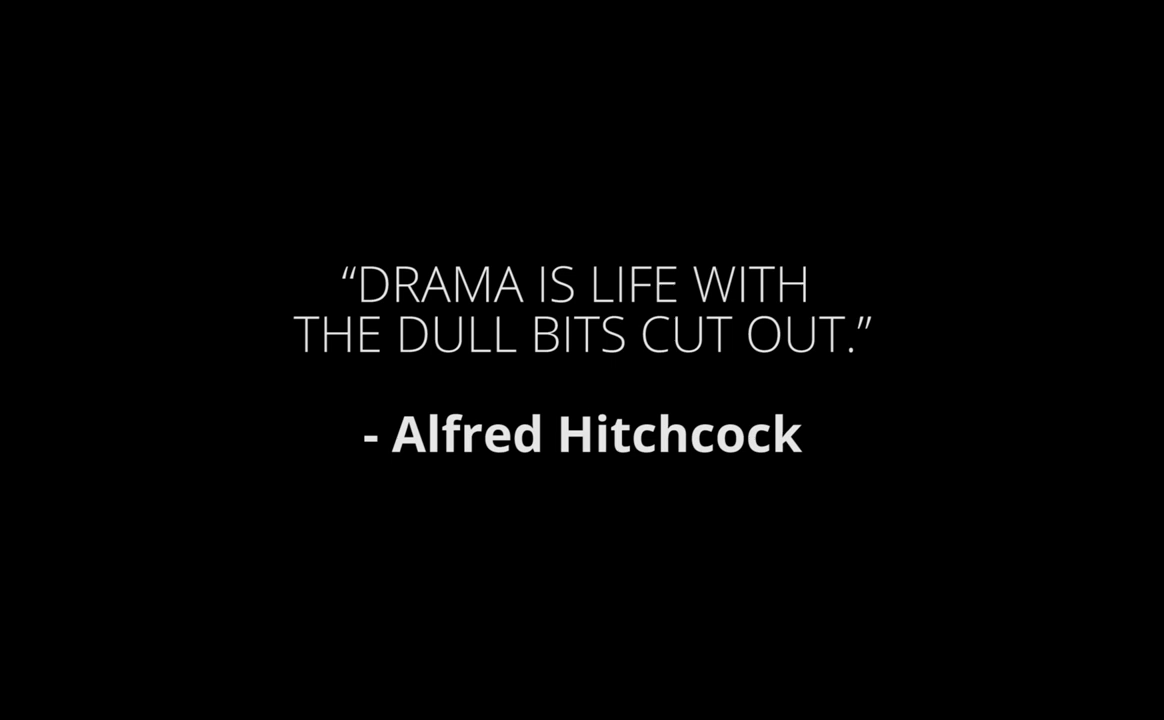 “DRAMA IS LIFE WITH
THE DULL BITS CUT OUT.”
- Alfred Hitchcock